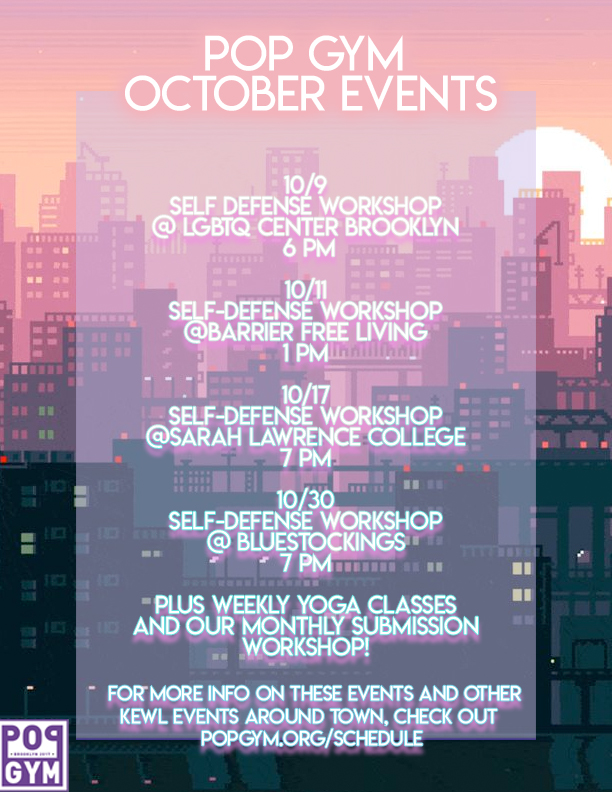 POP GYM
OCTOBER EVENTS
10/9
SELF DEFENSE WORKSHOP
@ LGBTQ CENTER BROOKLYN
6 PM
10/11
SELF-DEFENSE WORKSHOP
@BARRIER FREE LIVING
1 PM
10/17
SELF-DEFENSE WORKSHOP
@SARAH LAWRENCE COLLEGE
7 PM
10/30
SELF-DEFENSE WORKSHOP
@ BLUESTOCKINGS
7 PM
PLUS WEEKLY YOGA CLASSES
AND OUR MONTHLY SUBMISSION
WORKSHOP!
FOR MORE INFO ON THESE EVENTS AND OTHER
KEWL EVENTS AROUND TOWN, CHECK OUT
POPGYM.ORG/SCHEDULE
POP
• BROOKLYN 2017 •
GYM